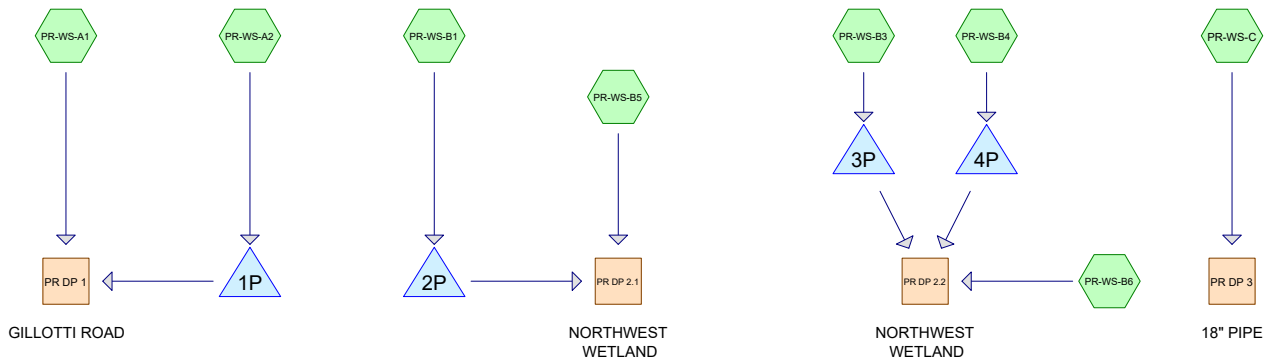 PR-WS-A1
PR-WS-A2
PR-WS-B1
PR-WS-B5
PR-WS-B3
PR-WS-B4
PR-WS-C
3P
4P
PR DP 1
1P
2P
PR DP 2.1
PR DP 2.2
PR-WS-B6
PR DP 3
GILLOTTI ROAD
NORTHWEST
WETLAND
NORTHWEST
WETLAND
18" PIPE